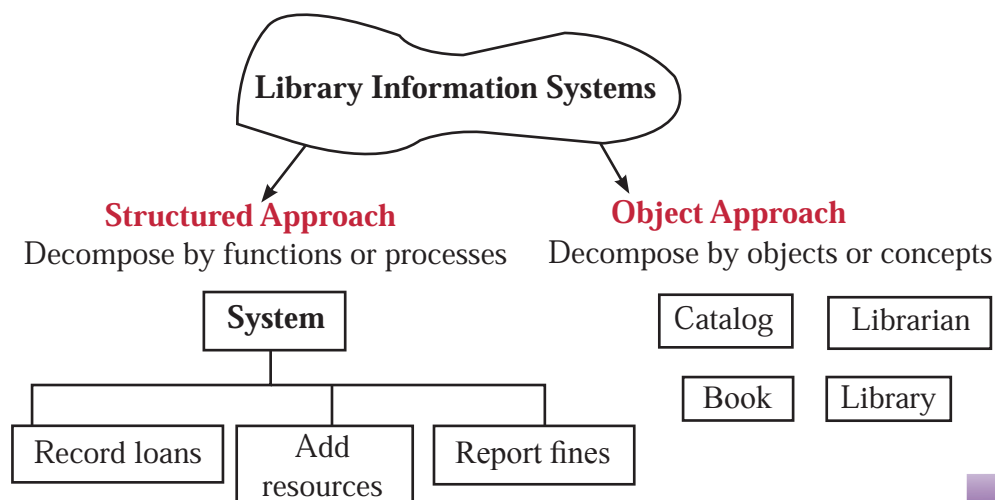 Library Information Systems
Structured Approach
Decompose by functions or processes
System
Record loans
Add
resources
Report fines
Object Approach
Decompose by objects or concepts
Catalog
Librarian
Book
Library